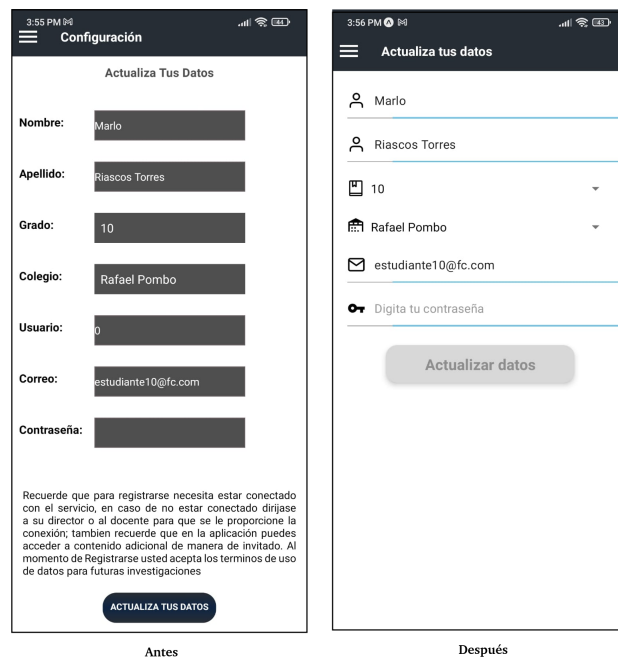 3:55 PM
44
Configuración
Actualiza Tus Datos
Nombre:
Marlo
Apellido:
Riascos Torres
Grado:
10
Colegio:
Rafael Pombo
Usuario:
0
Correo:
estudiante10@fc.com
Contraseña:
Recuerde que para registrarse necesita estar conectado
con el servicio, en caso de no estar conectado dirijase
a su director o al docente para que se le proporcione la
conexión; tambien recuerde que en la aplicación puedes
acceder a contenido adicional de manera de invitado. Al
momento de Registrarse usted acepta los terminos de uso
de datos para futuras investigaciones
ACTUALIZA TUS DATOS
Antes
3:56 PM
43
Actualiza tus datos
Marlo
Riascos Torres
10
Rafael Pombo
estudiante10@fc.com
Digita tu contraseña
Actualizar datos
Después